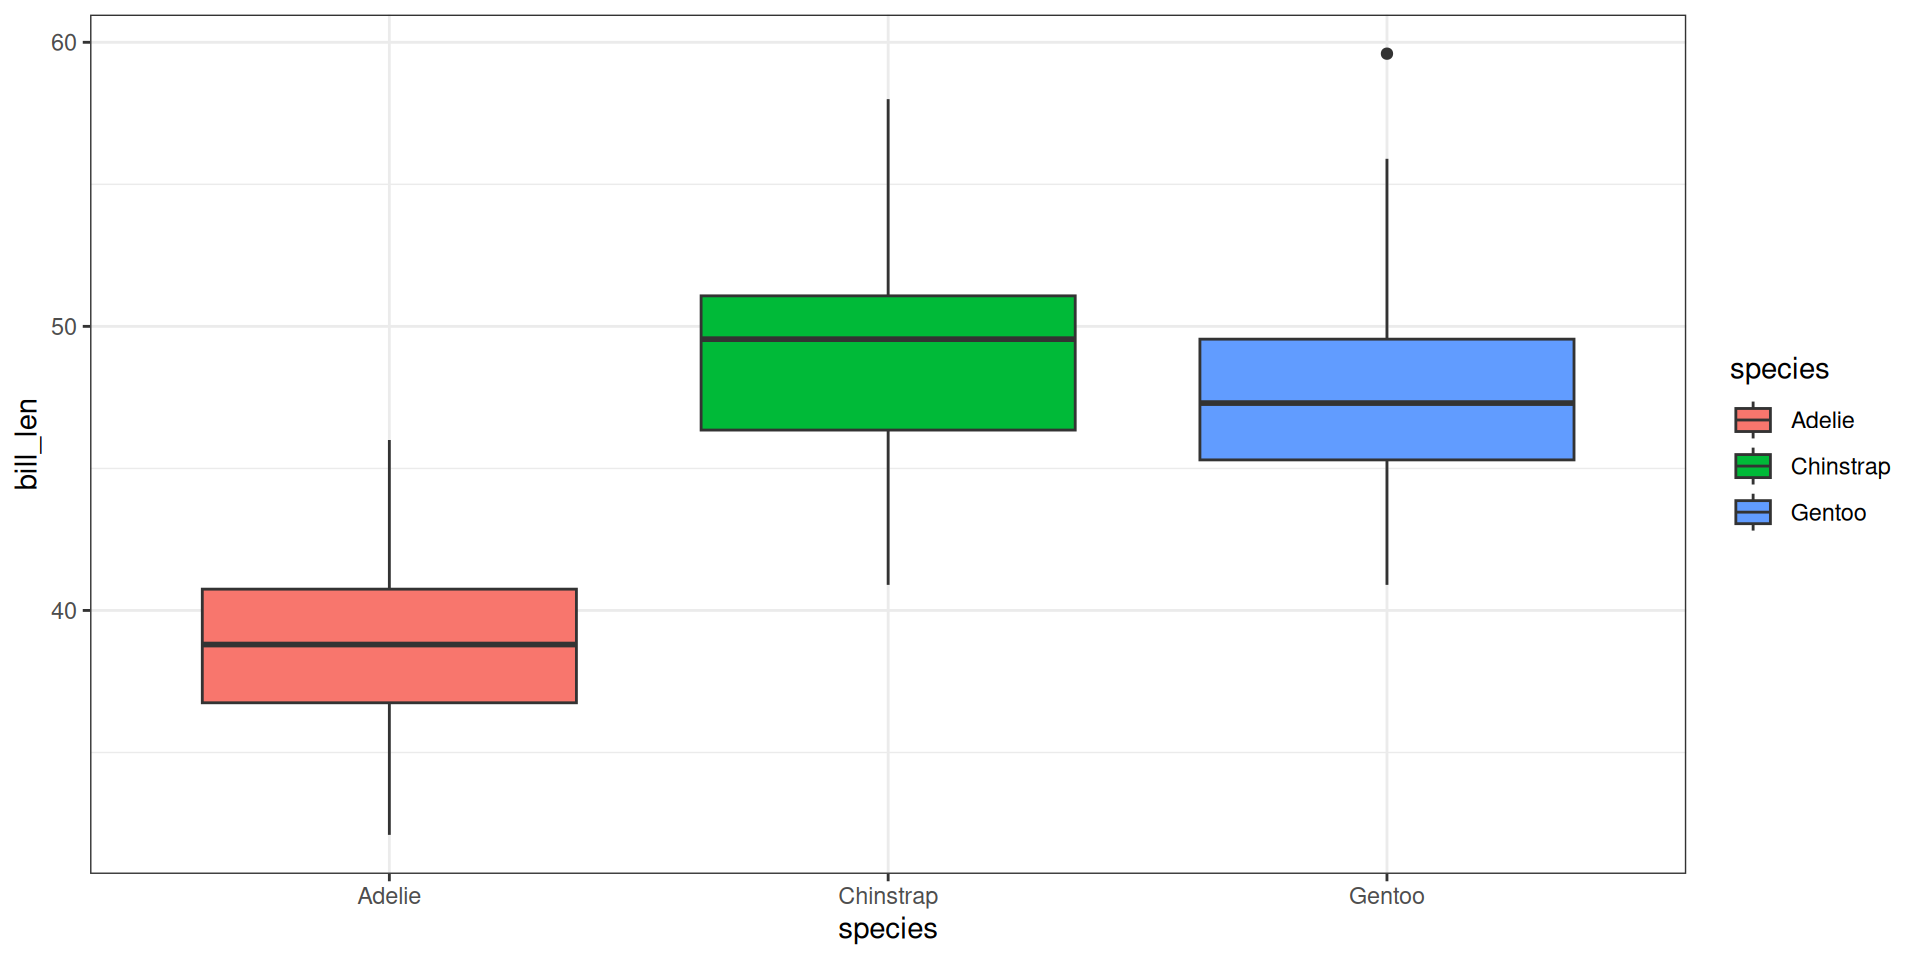 60
50
40
bill_len
Adelie
Chinstrap
Gentoo
species
species
Adelie
Chinstrap
Gentoo